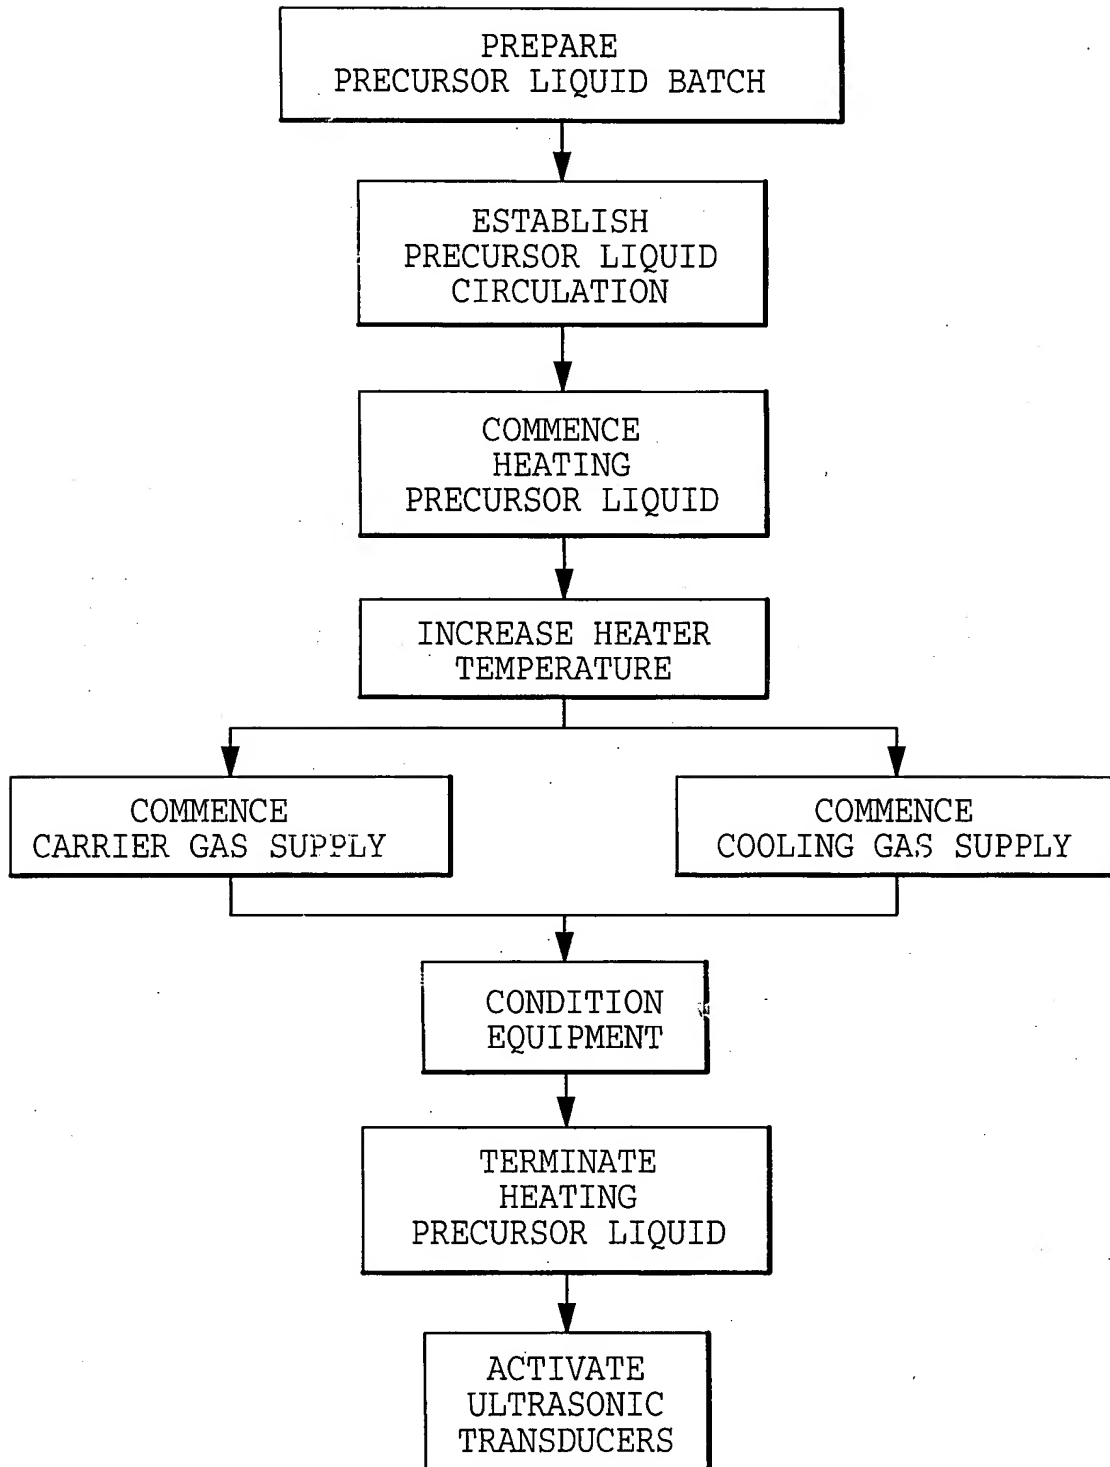 PREPARE
PRECURSOR LIQUID BATCH
ESTABLISH
PRECURSOR LIQUID
CIRCULATION
COMMENCE
HEATING
PRECURSOR LIQUID
INCREASE HEATER
TEMPERATURE
COMMENCE
CARRIER GAS SUPPLY
COMMENCE
COOLING GAS SUPPLY
CONDITION
EQUIPMENT
TERMINATE
HEATING
PRECURSOR LIQUID
ACTIVATE
ULTRASONIC
TRANSDUCERS